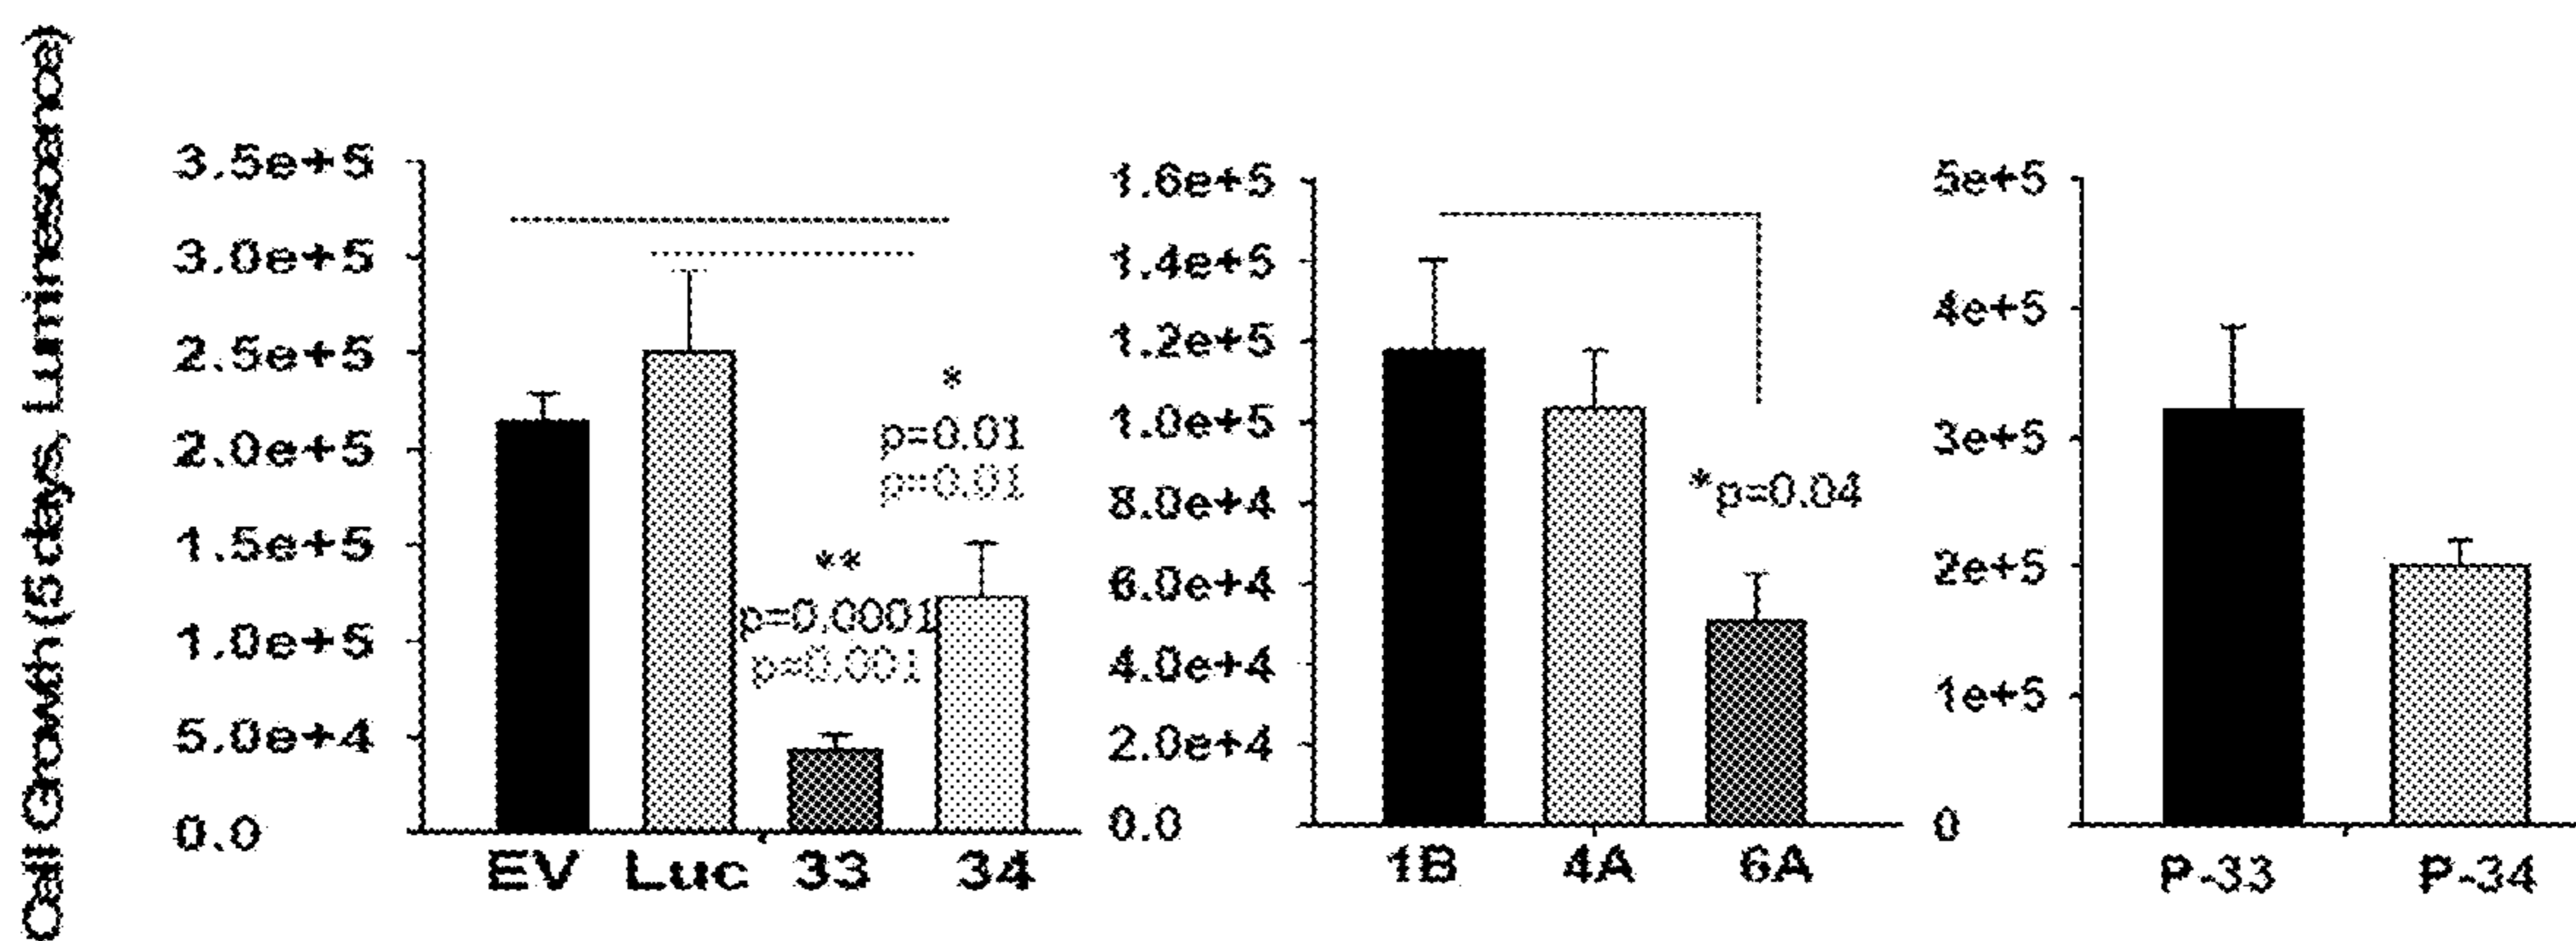 Cell Growth (5 days, Luminescence)
3.5e+5
3.0e+5
2.5e+5
2.0e+5
1.5e+5
1.0e+5
5.0e+4
0.0
*
p=0.01
p=0.01
**
p=0.0001
p=0.001
EV Luc 33 34
1.6e+5
1.4e+5
1.2e+5
1.0e+5
8.0e+4
6.0e+4
4.0e+4
2.0e+4
0.0
*p=0.04
1B 4A 6A
5e+5
4e+5
3e+5
2e+5
1e+5
0
P-33 P-34